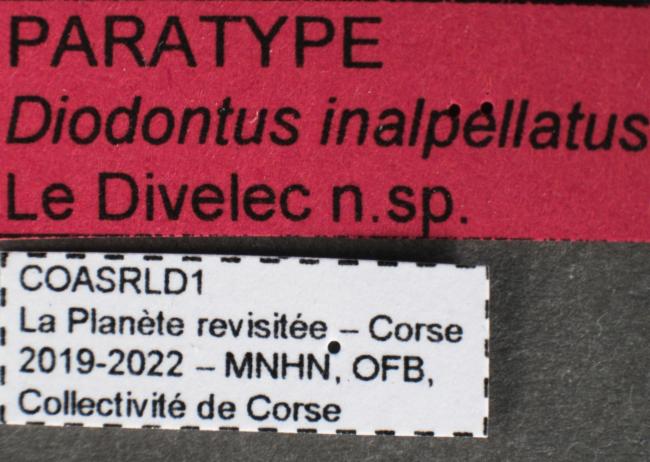 PARATYPE
Diodontus inalpellatus
Le Divelec n.sp.
COASRLD1
La Planète revisitée – Corse
2019-2022 – MNHN, OFB,
Collectivité de Corse